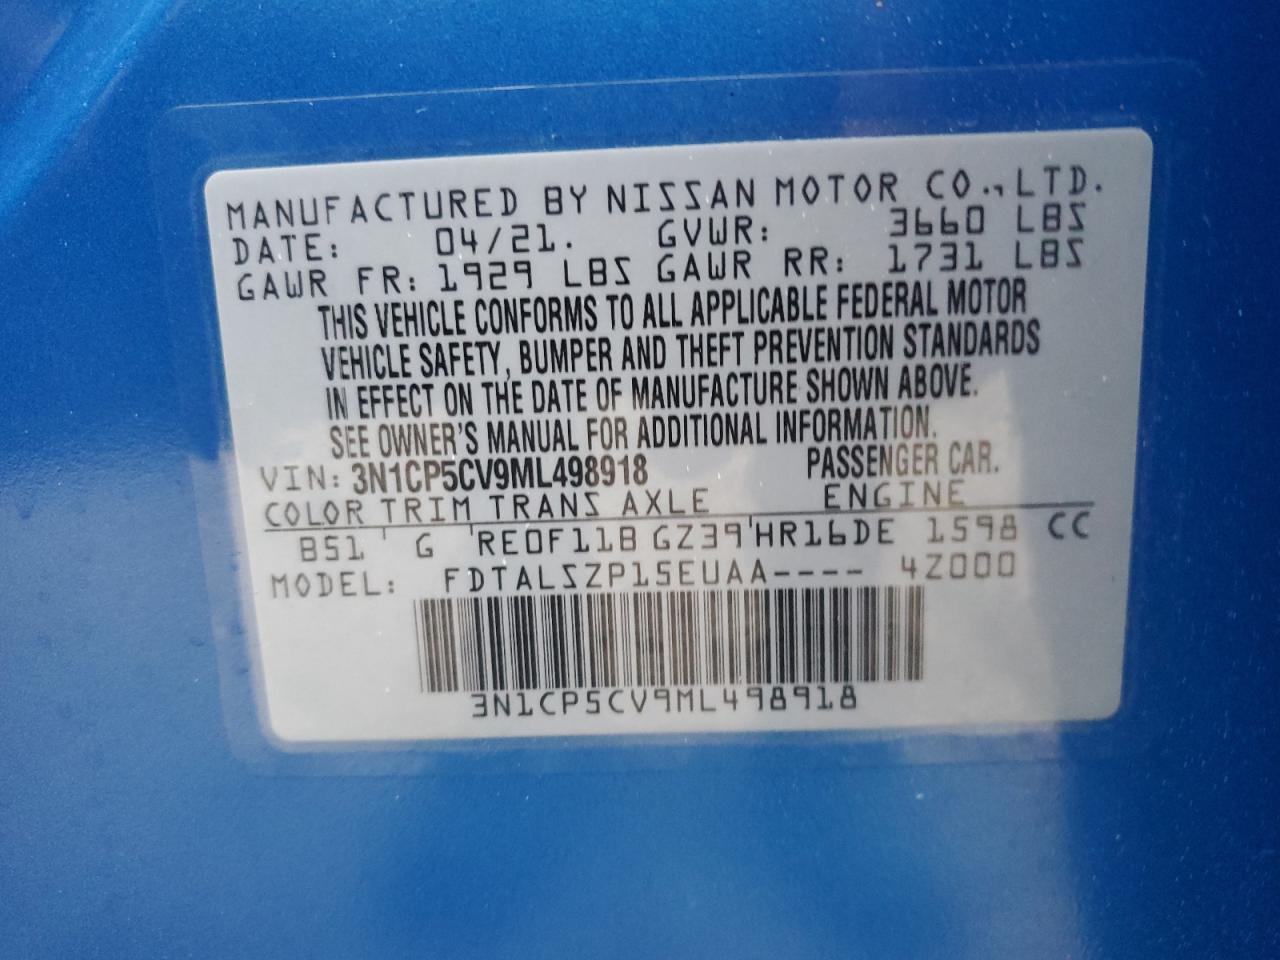 MANUFACTURED BY NISSAN MOTOR CO., LTD.
DATE: 04/21. GVWR: 3660 LBS
GAWR FR: 1929 LBS GAWR RR: 1731 LBS
THIS VEHICLE CONFORMS TO ALL APPLICABLE FEDERAL MOTOR
VEHICLE SAFETY, BUMPER AND THEFT PREVENTION STANDARDS
IN EFFECT ON THE DATE OF MANUFACTURE SHOWN ABOVE.
SEE OWNER'S MANUAL FOR ADDITIONAL INFORMATION.
VIN: 3N1CP5CV9ML498918 PASSENGER CAR.
COLOR TRIM TRANS AXLE ENGINE
B51 ' G 'RE0F11B GZ39'HR16DE 1598 CC
MODEL: FDTALSZP15EUAA---- 4Z000
3N1CP5CV9ML498918